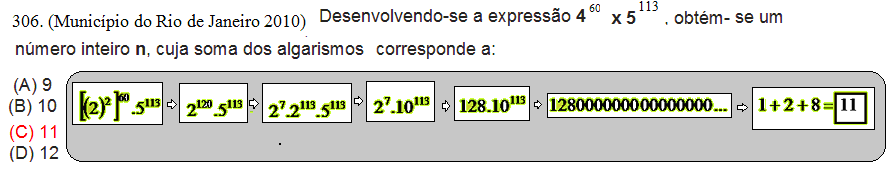 306. (Município do Rio de Janeiro 2010) Desenvolvendo-se a expressão 4⁶⁰ x 5¹¹³ , obtém- se um
número inteiro n, cuja soma dos algarismos corresponde a:
(A) 9
(B) 10
(C) 11
(D) 12
[(2)²]⁶⁰.5¹¹³ ⇨ 2¹²⁰.5¹¹³ ⇨ 2⁷.2¹¹³.5¹¹³ ⇨ 2⁷.10¹¹³ ⇨ 128.10¹¹³ ⇨ 128000000000000000... ⇨ 1+2+8=11